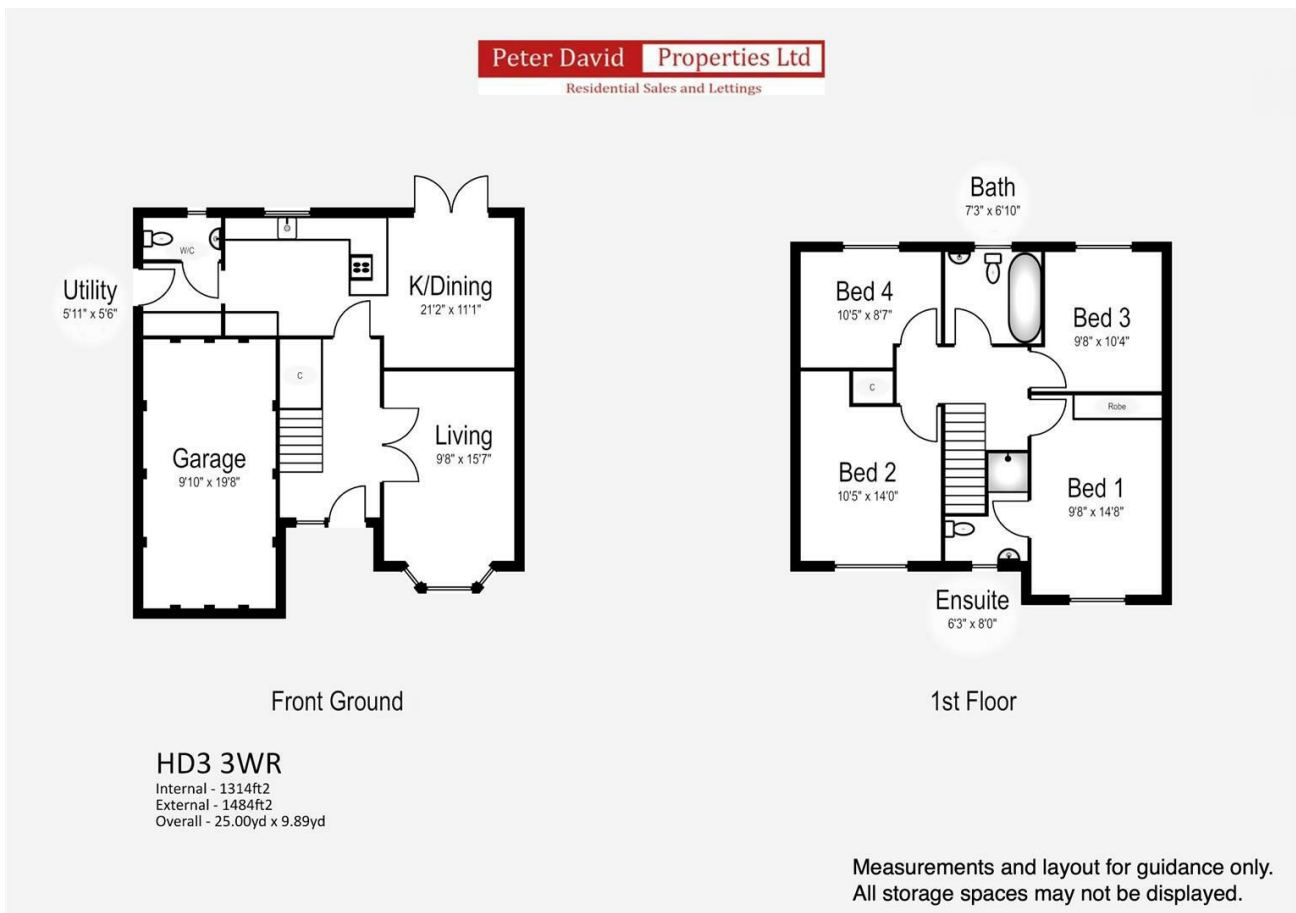 Peter David Properties Ltd
Residential Sales and Lettings
W/C
Utility
5'11" x 5'6"
K/Dining
21'2" x 11'1"
C
Garage
9'10" x 19'8"
Living
9'8" x 15'7"
Front Ground
Bath
7'3" x 6'10"
Bed 4
10'5" x 8'7"
Bed 3
9'8" x 10'4"
C
Robe
Bed 2
10'5" x 14'0"
Bed 1
9'8" x 14'8"
Ensuite
6'3" x 8'0"
1st Floor
HD3 3WR
Internal - 1314ft2
External - 1484ft2
Overall - 25.00yd x 9.89yd
Measurements and layout for guidance only.
All storage spaces may not be displayed.